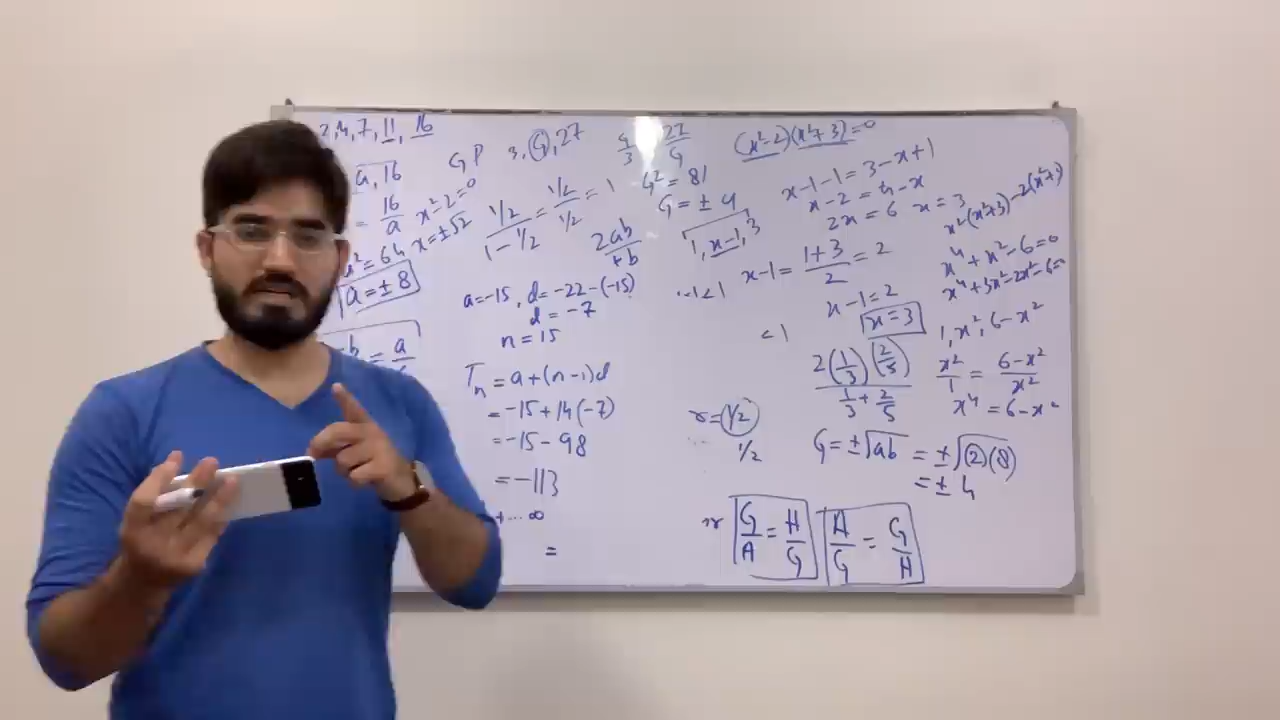 2, 4, 7, 11, 16
a, 16
= 16/a
a² = 64
a = ±8
b = a
x²-2=0
x=±√2
GP 3, G, 27
G/3 27/G
G² = 81
G = ± 9
(1/2)/(1-1/2) = (1/2)/(1/2) = 1
2ab
+b
a=-15, d=-22-(-15)
d = -7
n = 15
Tn = a+(n-1)d
= -15+14(-7)
= -15-98
= -113
+ ... ∞
=
(x²-2)(x²+3)=0
x-1-1 = 3-x+1
x-2 = 4-x
2x = 6 x = 3
1, x-1, 3
x-1 = (1+3)/2 = 2
x-1=2
x=3
-1<1
<1
x²(x²+3)-2(x²+3)
x⁴+x²-6=0
x⁴+3x²-2x²-6=0
1, x², 6-x²
x²/1 = (6-x²)/x²
x⁴ = 6-x²
2(1/3)(2/5)
1/3+2/5
r = 1/2
1/2
G = ±√ab = ±√(2)(8)
= ± 4
G/A = H/G
A/G = G/H